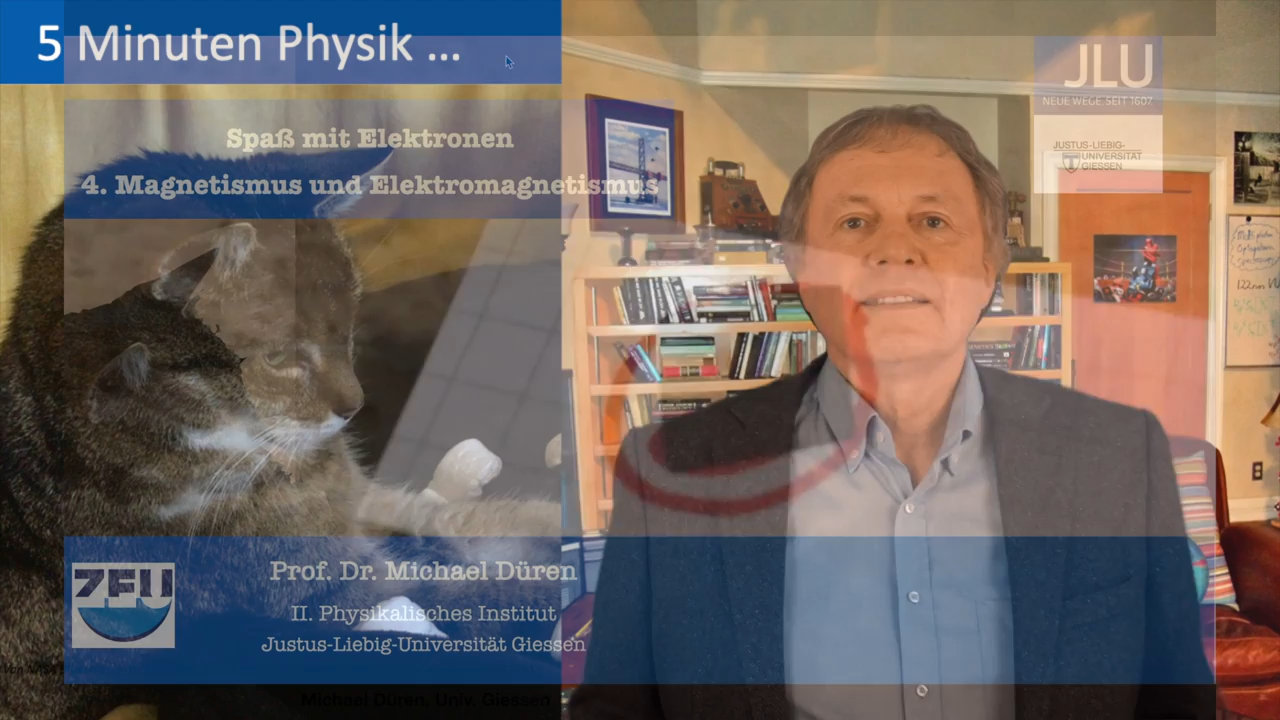 5 Minuten Physik ...
JLU
NEUE WEGE. SEIT 1607
Spaß mit Elektronen
4. Magnetismus und Elektromagnetismus
JUSTUS-LIEBIG-
UNIVERSITÄT
GIESSEN
122nm
Prof. Dr. Michael Düren
II. Physikalisches Institut
Justus-Liebig-Universität Giessen
Michael Düren, Univ. Giessen